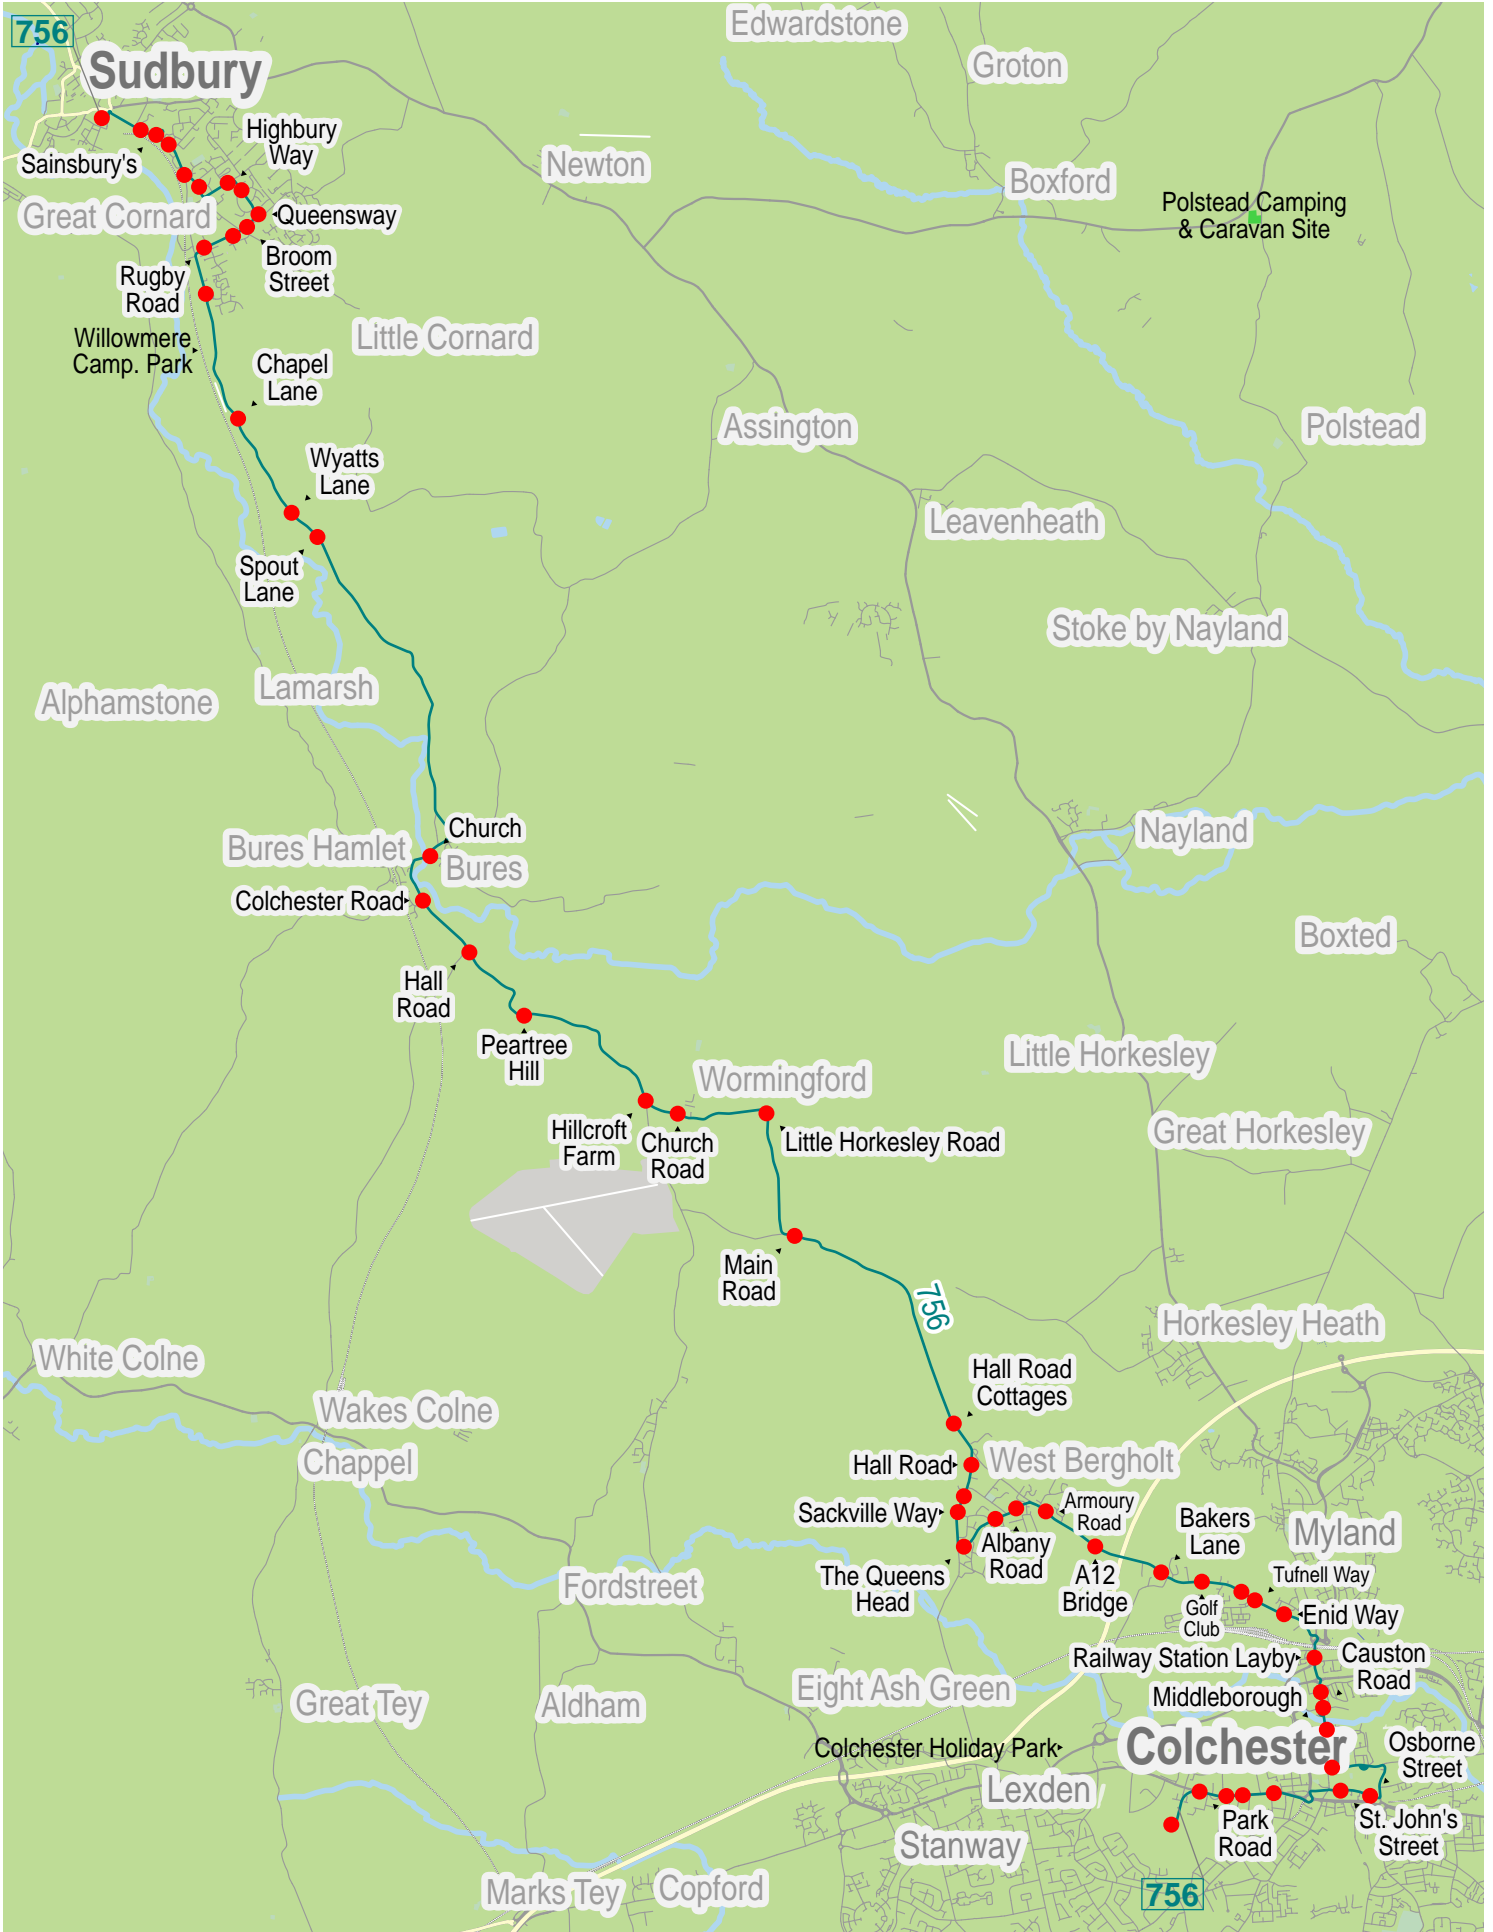 756
Sudbury
Edwardstone
Groton
Highbury
Way
Sainsbury's
Newton
Boxford
Polstead Camping
& Caravan Site
Great Cornard
Queensway
Broom
Street
Rugby
Road
Willowmere
Camp. Park
Little Cornard
Chapel
Lane
Assington
Polstead
Wyatts
Lane
Leavenheath
Spout
Lane
Stoke by Nayland
Lamarsh
Alphamstone
Church
Nayland
Bures Hamlet
Bures
Colchester Road
Boxted
Hall
Road
Peartree
Hill
Little Horkesley
Wormingford
Hillcroft
Farm
Church
Road
Little Horkesley Road
Great Horkesley
Main
Road
756
Horkesley Heath
White Colne
Hall Road
Cottages
Wakes Colne
Chappel
Hall Road
West Bergholt
Sackville Way
Armoury
Road
Bakers
Lane
Myland
Albany
Road
The Queens
Head
A12
Bridge
Tufnell Way
Golf
Club
Enid Way
Fordstreet
Railway Station Layby
Causton
Road
Eight Ash Green
Middleborough
Great Tey
Aldham
Colchester Holiday Park
Colchester
Osborne
Street
Lexden
Park
Road
St. John's
Street
Stanway
Marks Tey
Copford
756